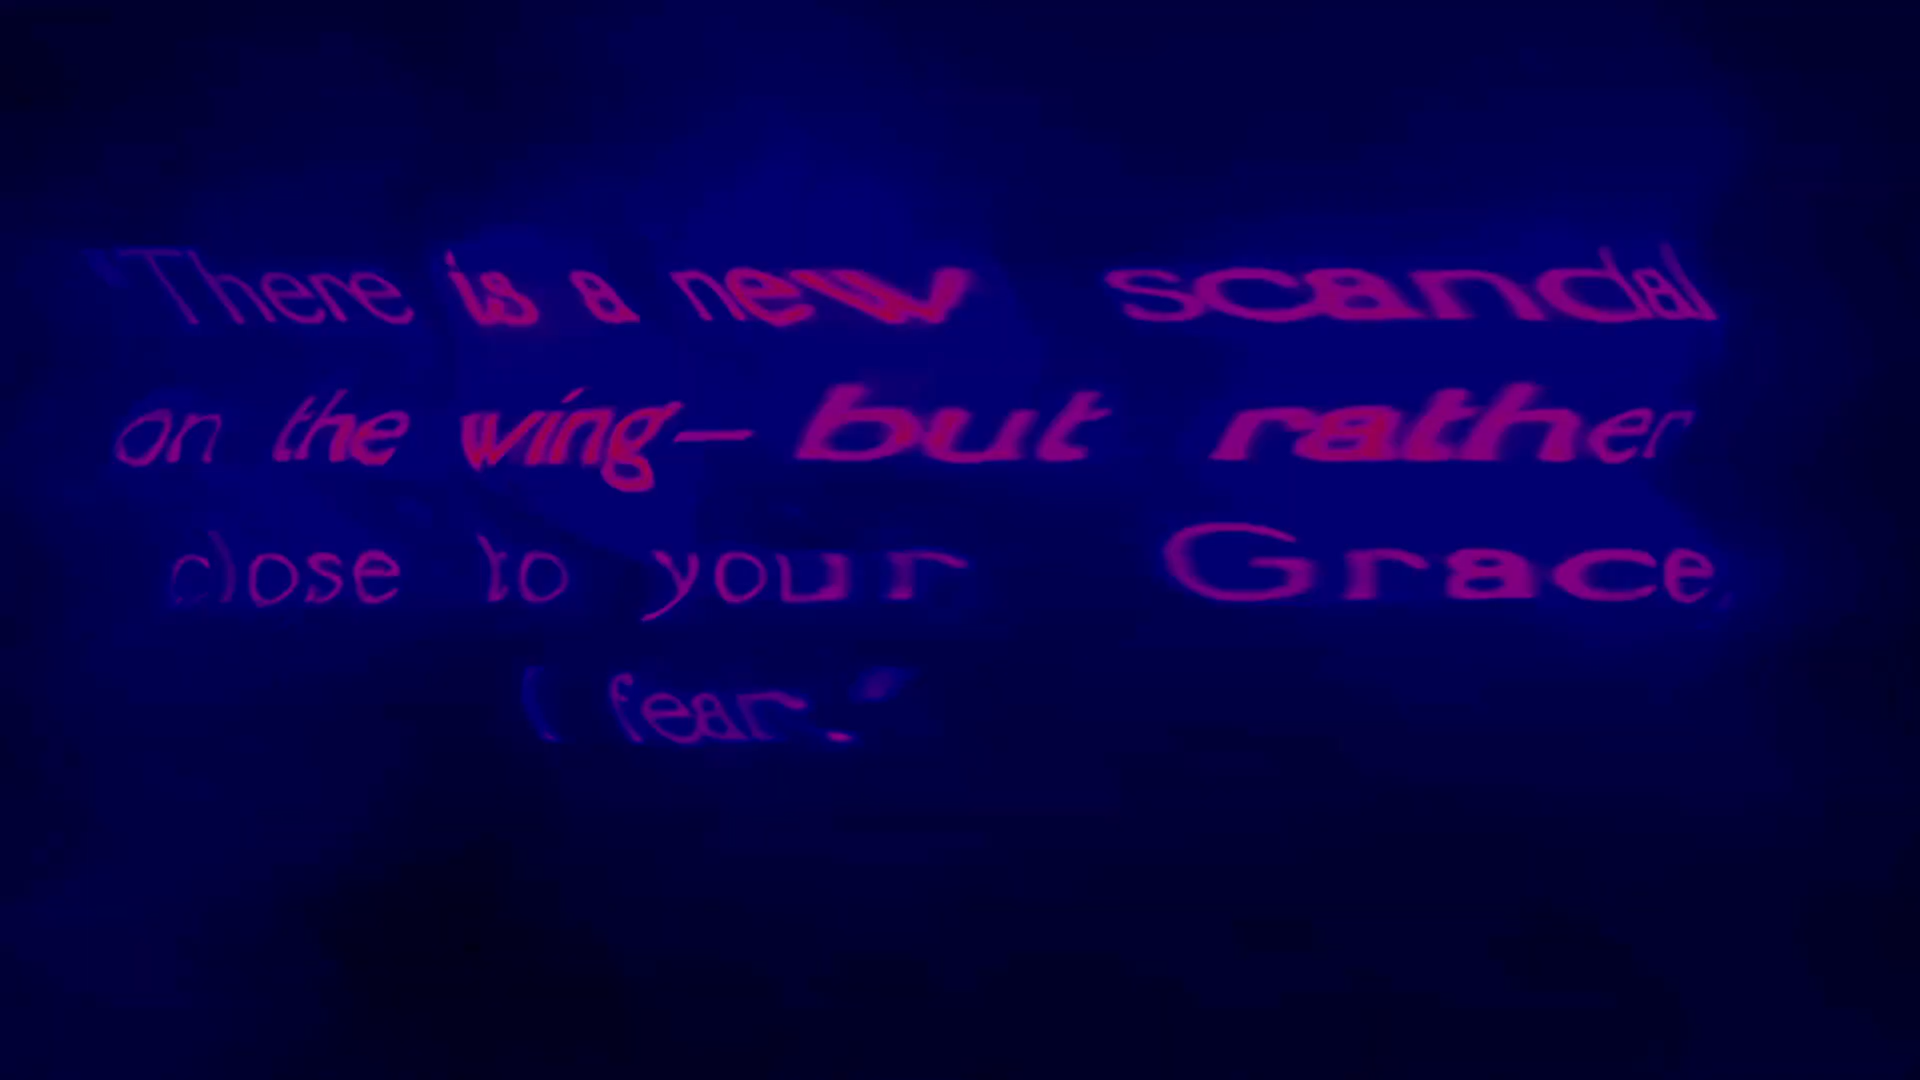 "There is a new scandal
on the wing—but rather
close to your Grace,
I fear."